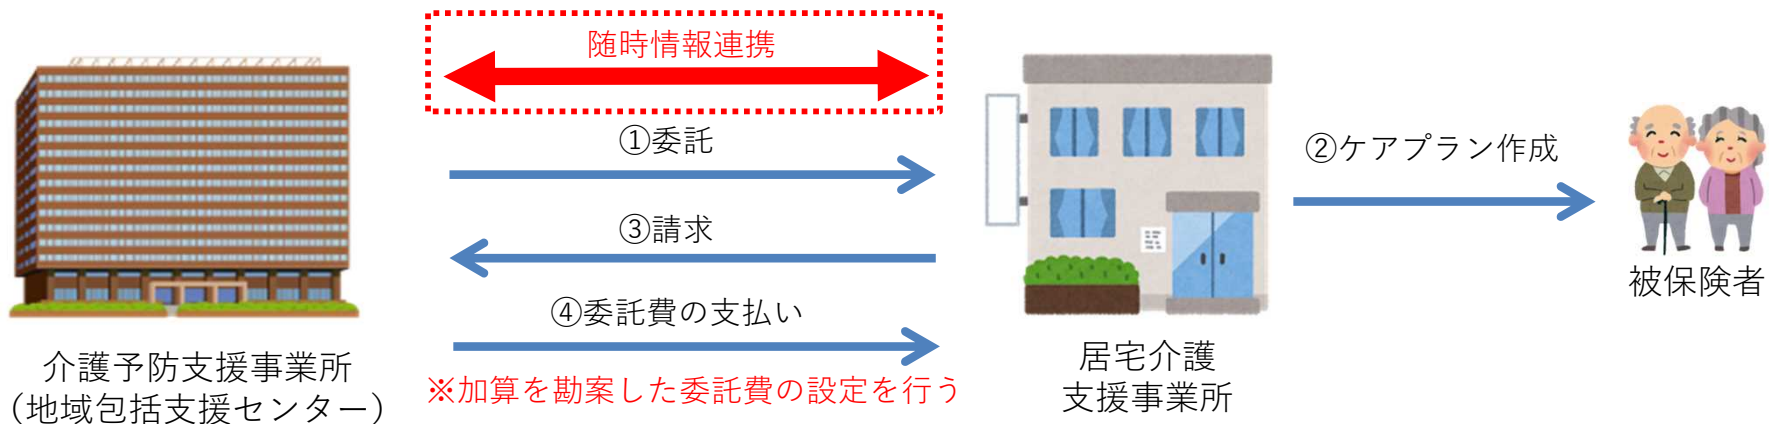 随時情報連携
①委託
②ケアプラン作成
③請求
④委託費の支払い
※加算を勘案した委託費の設定を行う
介護予防支援事業所
（地域包括支援センター）
居宅介護
支援事業所
被保険者